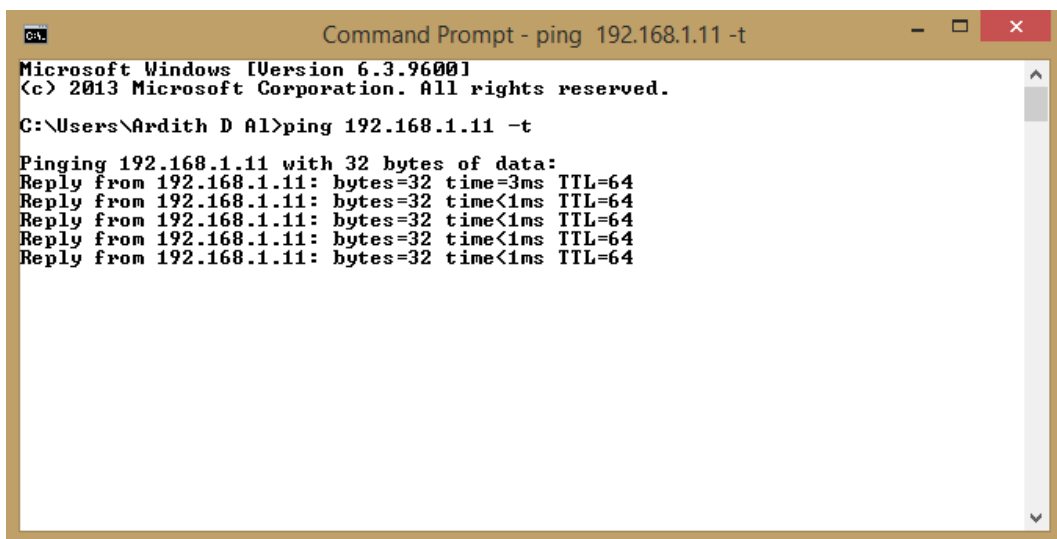 Command Prompt - ping 192.168.1.11 -t
Microsoft Windows [Version 6.3.9600]
(c) 2013 Microsoft Corporation. All rights reserved.
C:\Users\Ardith D Al>ping 192.168.1.11 -t
Pinging 192.168.1.11 with 32 bytes of data:
Reply from 192.168.1.11: bytes=32 time=3ms TTL=64
Reply from 192.168.1.11: bytes=32 time<1ms TTL=64
Reply from 192.168.1.11: bytes=32 time<1ms TTL=64
Reply from 192.168.1.11: bytes=32 time<1ms TTL=64
Reply from 192.168.1.11: bytes=32 time<1ms TTL=64